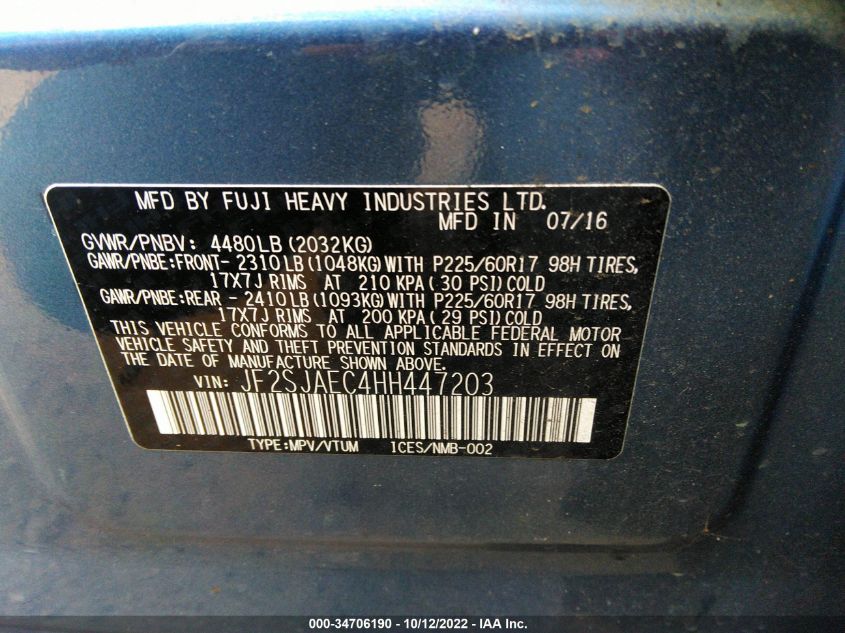 MFD BY FUJI HEAVY INDUSTRIES LTD.
MFD IN 07/16
GVWR/PNBV: 4480LB (2032KG)
GAWR/PNBE:FRONT- 2310LB (1048KG) WITH P225/60R17 98H TIRES,
17X7J RIMS AT 210 KPA ( 30 PSI) COLD
GAWR/PNBE:REAR - 2410LB (1093KG) WITH P225/60R17 98H TIRES,
17X7J RIMS AT 200 KPA ( 29 PSI) COLD
THIS VEHICLE CONFORMS TO ALL APPLICABLE FEDERAL MOTOR
VEHICLE SAFETY AND THEFT PREVENTION STANDARDS IN EFFECT ON
THE DATE OF MANUFACTURE SHOWN ABOVE.
VIN: JF2SJAEC4HH447203
TYPE:MPV/VTUM ICES/NMB-002
000-34706190 - 10/12/2022 - IAA Inc.